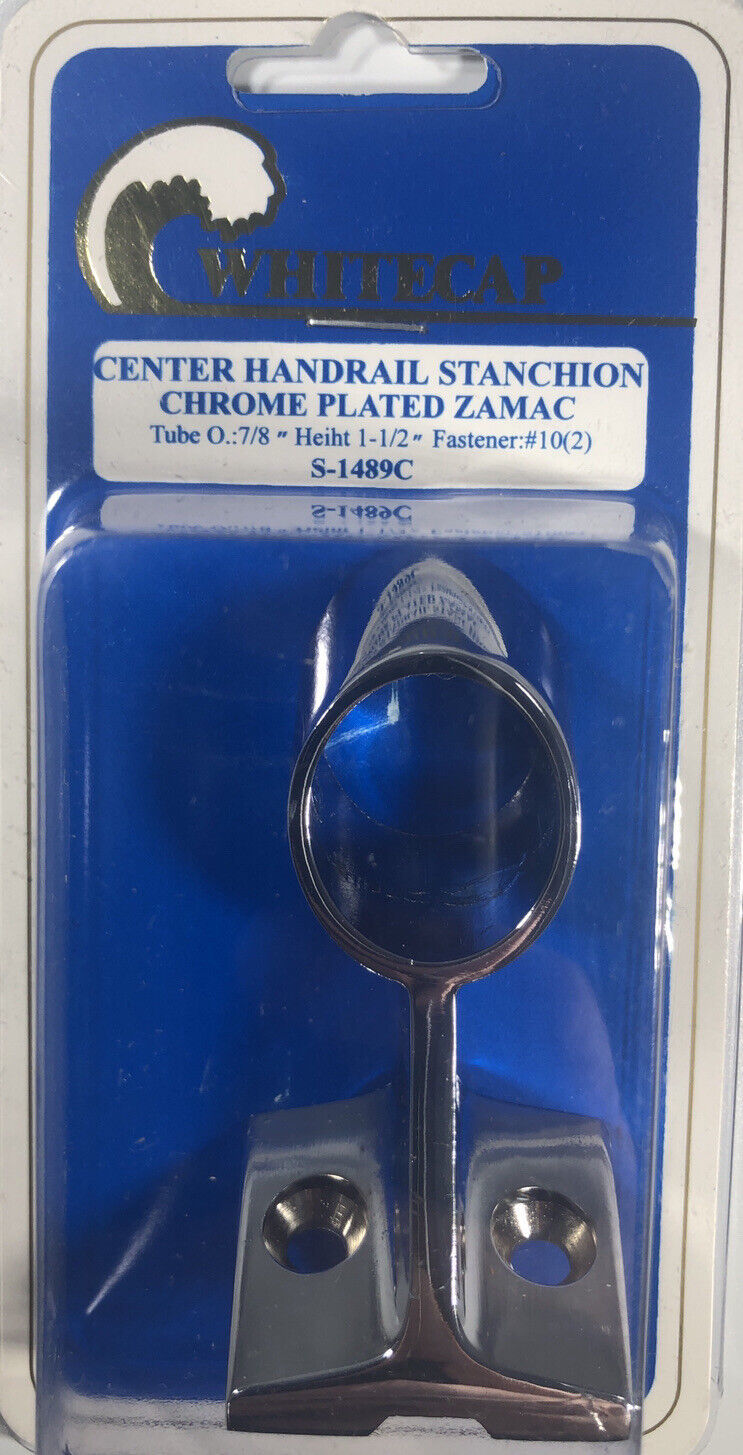 WHITECAP
CENTER HANDRAIL STANCHION
CHROME PLATED ZAMAC
Tube O.:7/8 " Heiht 1-1/2" Fastener:#10(2)
S-1489C